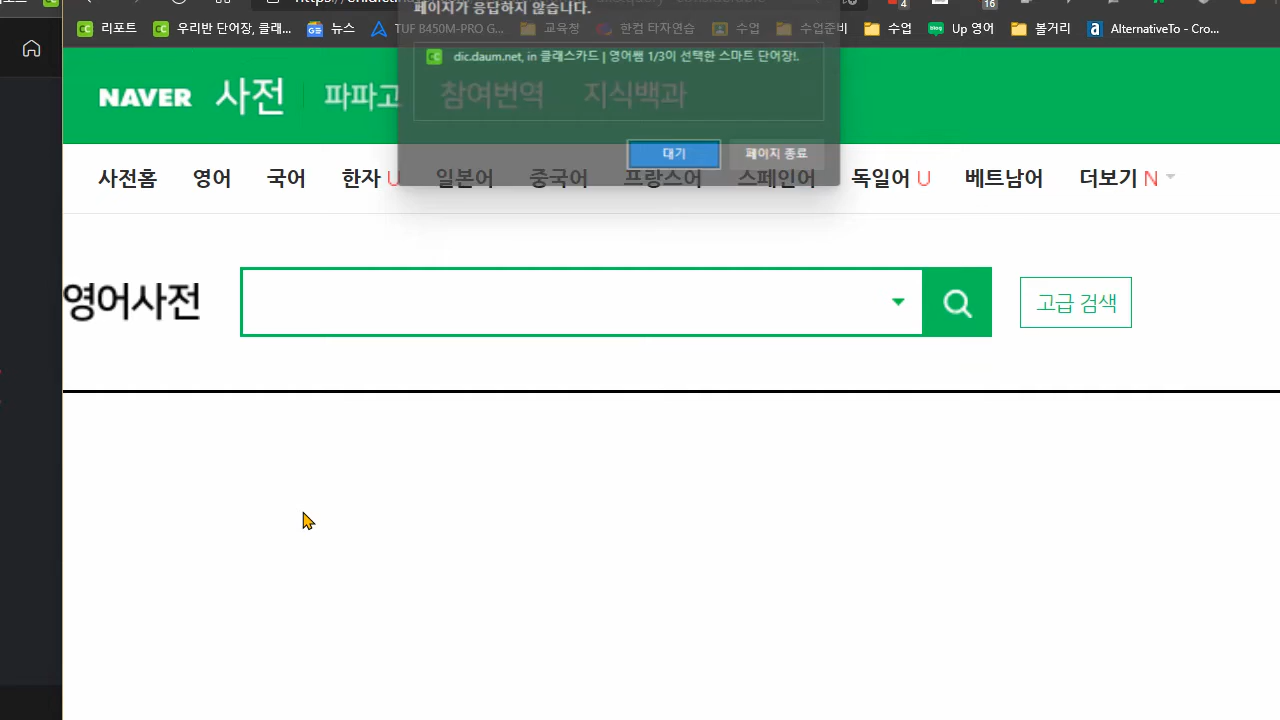 페이지가 응답하지 않습니다.
4
16
리포트
우리반 단어장, 클래...
뉴스
TUF B450M-PRO G...
교육청
한컴 타자연습
수업
수업준비
수업
Up 영어
볼거리
AlternativeTo - Cro...
dic.daum.net, in 클래스카드 | 영어쌤 1/3이 선택한 스마트 단어장!.
NAVER 사전 파파고 참여번역 지식백과
대기 페이지 종료
사전홈 영어 국어 한자 U 일본어 중국어 프랑스어 스페인어 독일어 U 베트남어 더보기 N
영어사전
고급 검색